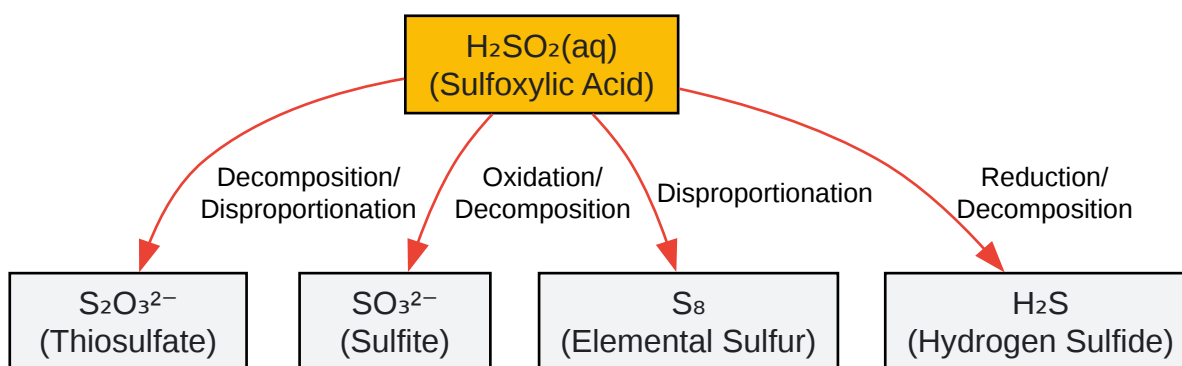 H₂SO₂(aq)
(Sulfoxylic Acid)
Decomposition/
Disproportionation
Oxidation/
Decomposition
Disproportionation
Reduction/
Decomposition
S₂O₃²⁻
(Thiosulfate)
SO₃²⁻
(Sulfite)
S₈
(Elemental Sulfur)
H₂S
(Hydrogen Sulfide)